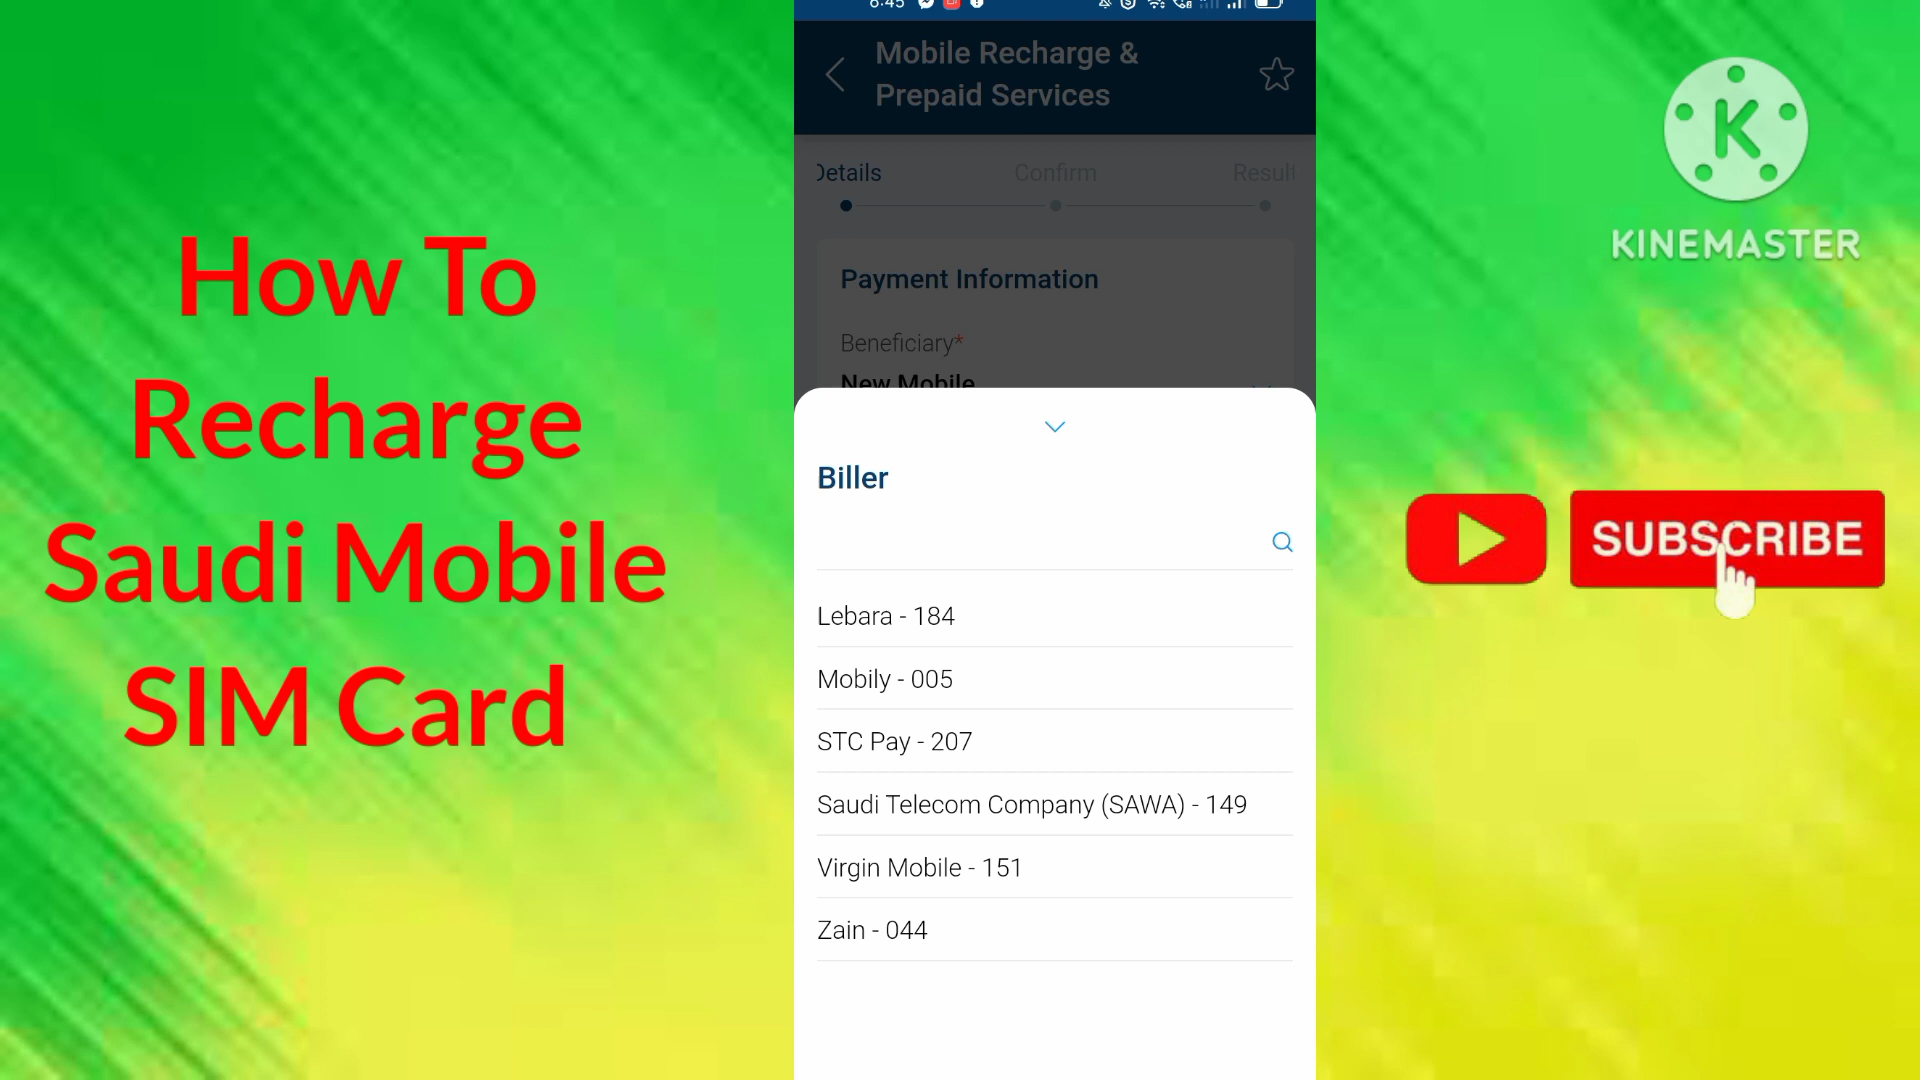 How To
Recharge
Saudi Mobile
SIM Card
6:45
Mobile Recharge &
Prepaid Services
Details
Confirm
Result
Payment Information
Beneficiary*
New Mobile
Biller
Lebara - 184
Mobily - 005
STC Pay - 207
Saudi Telecom Company (SAWA) - 149
Virgin Mobile - 151
Zain - 044
K
KINEMASTER
SUBSCRIBE